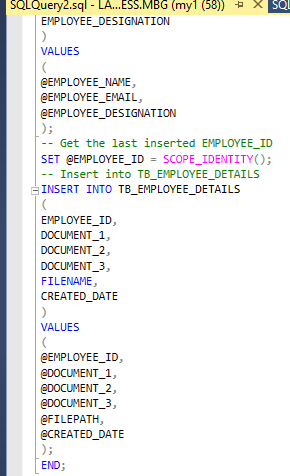 SQLQuery2.sql - LA...ESS.MBG (my1 (58))
EMPLOYEE_DESIGNATION
)
VALUES
(
@EMPLOYEE_NAME,
@EMPLOYEE_EMAIL,
@EMPLOYEE_DESIGNATION
);
-- Get the last inserted EMPLOYEE_ID
SET @EMPLOYEE_ID = SCOPE_IDENTITY();
-- Insert into TB_EMPLOYEE_DETAILS
INSERT INTO TB_EMPLOYEE_DETAILS
(
EMPLOYEE_ID,
DOCUMENT_1,
DOCUMENT_2,
DOCUMENT_3,
FILENAME,
CREATED_DATE
)
VALUES
(
@EMPLOYEE_ID,
@DOCUMENT_1,
@DOCUMENT_2,
@DOCUMENT_3,
@FILEPATH,
@CREATED_DATE
);
END;